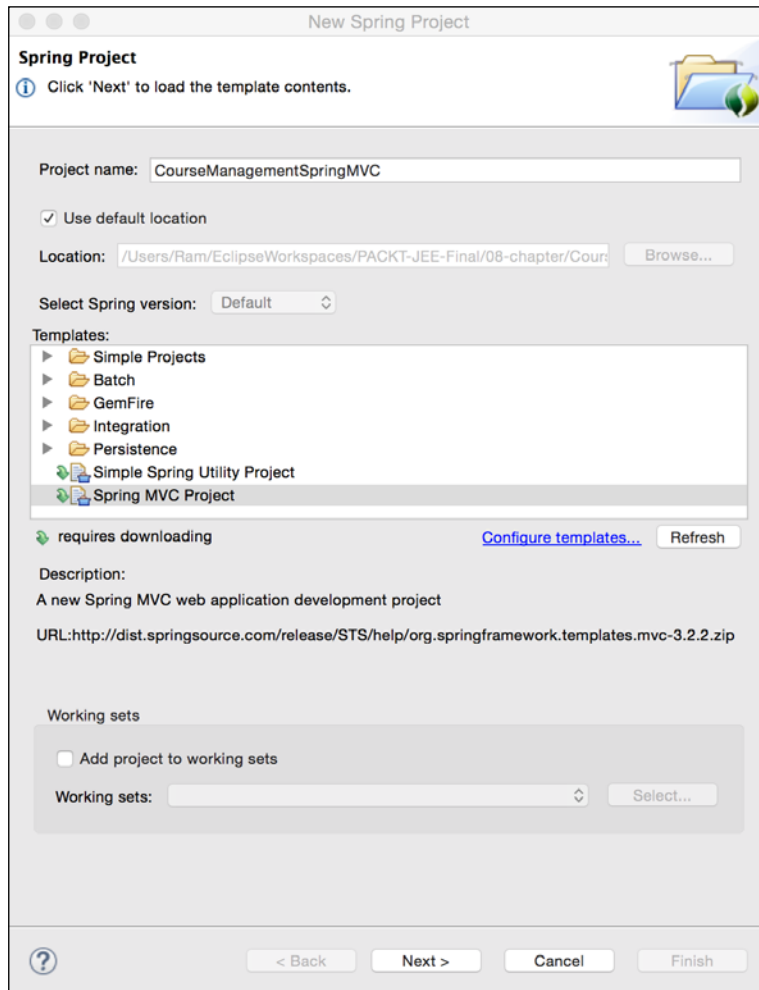 New Spring Project
Spring Project
Click 'Next' to load the template contents.
Project name: CourseManagementSpringMVC
Use default location
Location: /Users/Ram/EclipseWorkspaces/PACKT-JEE-Final/08-chapter/Cour Browse...
Select Spring version: Default
Templates:
Simple Projects
Batch
GemFire
Integration
Persistence
Simple Spring Utility Project
Spring MVC Project
requires downloading Configure templates... Refresh
Description:
A new Spring MVC web application development project
URL:http://dist.springsource.com/release/STS/help/org.springframework.templates.mvc-3.2.2.zip
Working sets
Add project to working sets
Working sets: Select...
? < Back Next > Cancel Finish